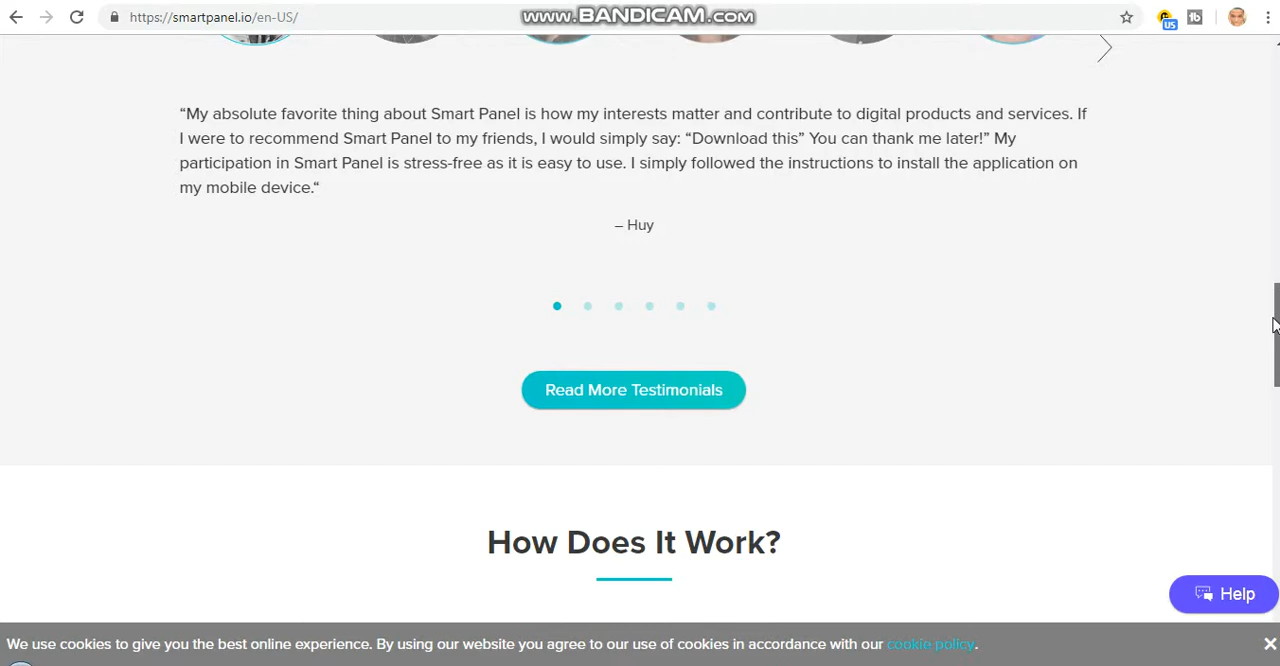 https://smartpanel.io/en-US/
www.BANDICAM.com
US
tb
“My absolute favorite thing about Smart Panel is how my interests matter and contribute to digital products and services. If
I were to recommend Smart Panel to my friends, I would simply say: “Download this” You can thank me later!” My
participation in Smart Panel is stress-free as it is easy to use. I simply followed the instructions to install the application on
my mobile device.“
– Huy
Read More Testimonials
How Does It Work?
Help
We use cookies to give you the best online experience. By using our website you agree to our use of cookies in accordance with our cookie policy.